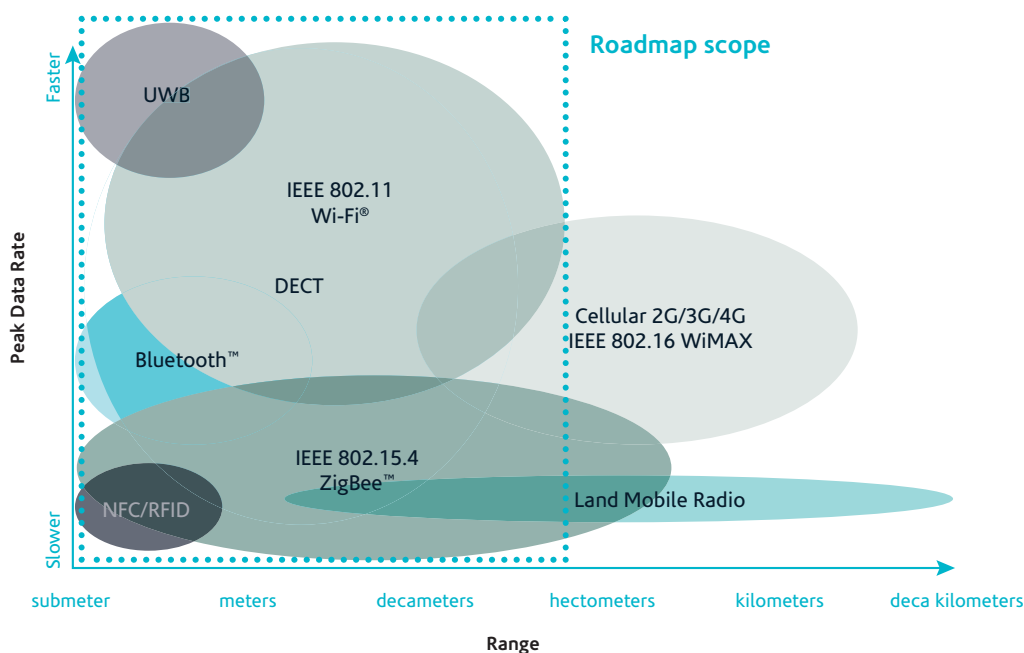 Roadmap scope
Faster
UWB
IEEE 802.11
Wi-Fi®
DECT
Peak Data Rate
Cellular 2G/3G/4G
IEEE 802.16 WiMAX
Bluetooth™
IEEE 802.15.4
ZigBee™
NFC/RFID
Land Mobile Radio
Slower
submeter
meters
decameters
hectometers
kilometers
deca kilometers
Range